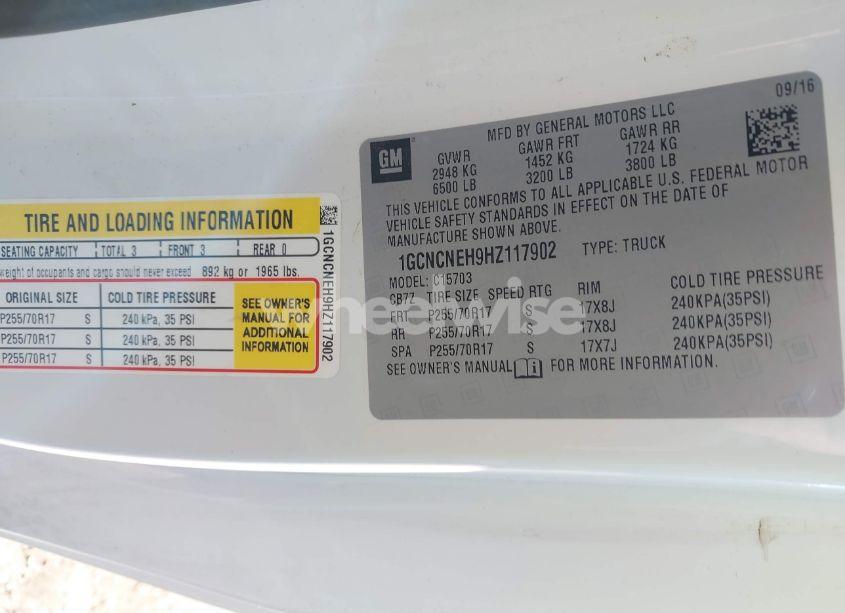 TIRE AND LOADING INFORMATION
SEATING CAPACITY TOTAL 3 FRONT 3 REAR 0
weight of occupants and cargo should never exceed 892 kg or 1965 lbs.
ORIGINAL SIZE COLD TIRE PRESSURE
P255/70R17 S 240 kPa, 35 PSI
P255/70R17 S 240 kPa, 35 PSI
P255/70R17 S 240 kPa, 35 PSI
SEE OWNER'S
MANUAL FOR
ADDITIONAL
INFORMATION
1GCNCNEH9HZ117902
09/16
GM
MFD BY GENERAL MOTORS LLC
GVWR GAWR FRT GAWR RR
2948 KG 1452 KG 1724 KG
6500 LB 3200 LB 3800 LB
THIS VEHICLE CONFORMS TO ALL APPLICABLE U.S. FEDERAL MOTOR
VEHICLE SAFETY STANDARDS IN EFFECT ON THE DATE OF
MANUFACTURE SHOWN ABOVE.
1GCNCNEH9HZ117902 TYPE: TRUCK
MODEL: C15703
CB7Z TIRE SIZE SPEED RTG RIM COLD TIRE PRESSURE
FRT P255/70R17 S 17X8J 240KPA(35PSI)
RR P255/70R17 S 17X8J 240KPA(35PSI)
SPA P255/70R17 S 17X7J 240KPA(35PSI)
SEE OWNER'S MANUAL FOR MORE INFORMATION.
wheelwise